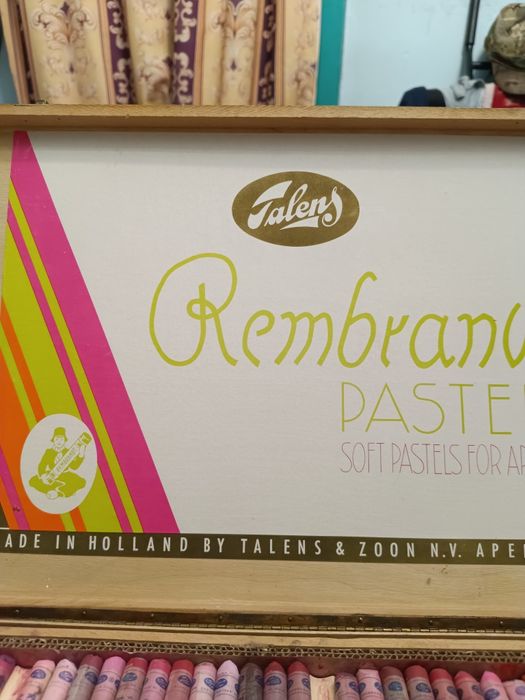 Talens
Rembran
PASTE
SOFT PASTELS FOR AR
ADE IN HOLLAND BY TALENS & ZOON N.V. APE